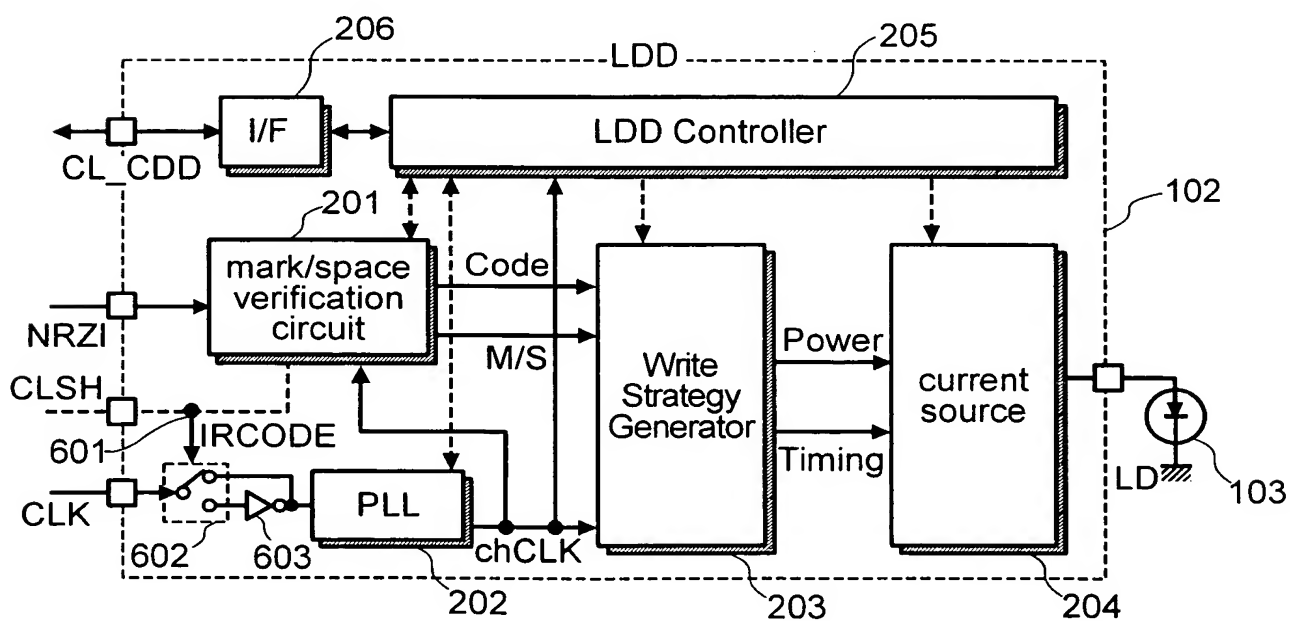 206
205
LDD
I/F
LDD Controller
CL_CDD
102
201
mark/space
verification
circuit
Code
NRZI
M/S
Power
Write
Strategy
Generator
current
source
CLSH
601
IRCODE
Timing
LD
103
CLK
PLL
602
603
chCLK
202
203
204